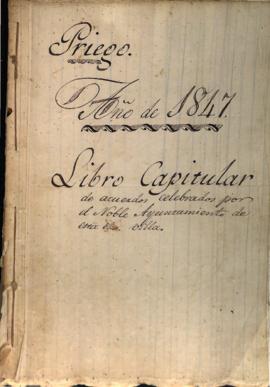 Priego.
Año de 1847.
Libro Capitular
de acuerdos celebrados por
el Noble Ayuntamiento de
esta villa.